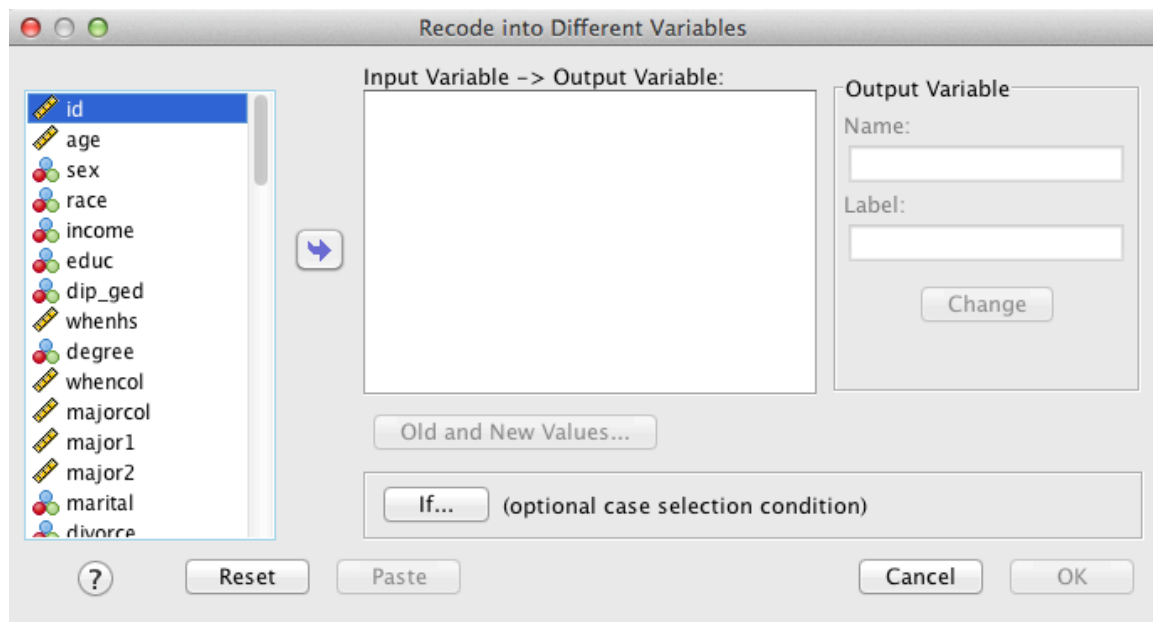 Recode into Different Variables
id
age
sex
race
income
educ
dip_ged
whenhs
degree
whencol
majorcol
major1
major2
marital
divorce
Input Variable -> Output Variable:
Output Variable
Name:
Label:
Change
Old and New Values...
If... (optional case selection condition)
? Reset Paste Cancel OK